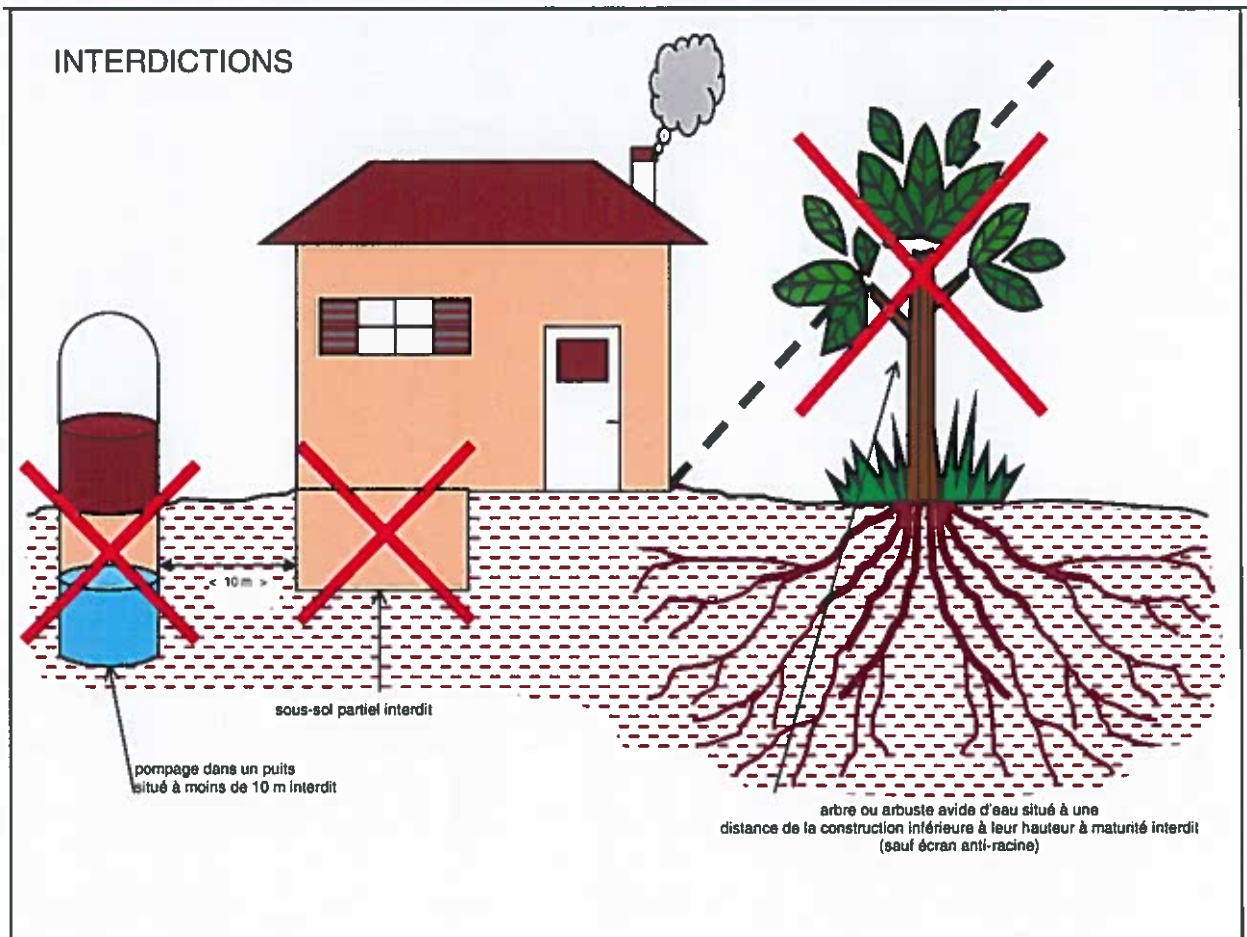 INTERDICTIONS
< 10 m >
sous-sol partiel interdit
pompage dans un puits
situé à moins de 10 m interdit
arbre ou arbuste avide d'eau situé à une
distance de la construction inférieure à leur hauteur à maturité interdit
(sauf écran anti-racine)